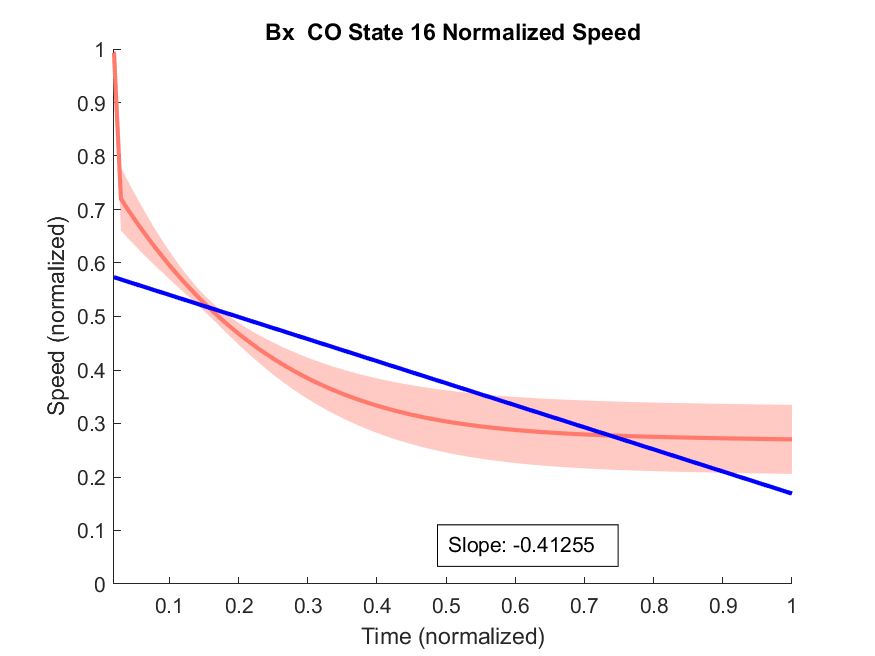 Bx  CO State 16 Normalized Speed
1
0.9
0.8
0.7
0.6
0.5
0.4
0.3
0.2
0.1
0
Speed (normalized)
Slope: -0.41255
0.1 0.2 0.3 0.4 0.5 0.6 0.7 0.8 0.9 1
Time (normalized)